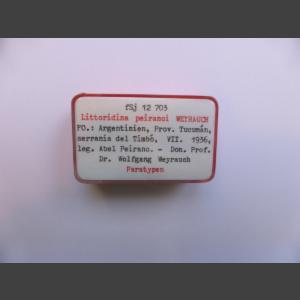 fSj 12 703
Littoridina peiranoi WEYRAUCH
FO.: Argentinien, Prov. Tucumán,
serrania del Timbó, VII. 1936,
leg. Abel Peirano. - Don. Prof.
Dr. Wolfgang Weyrauch
Paratypen